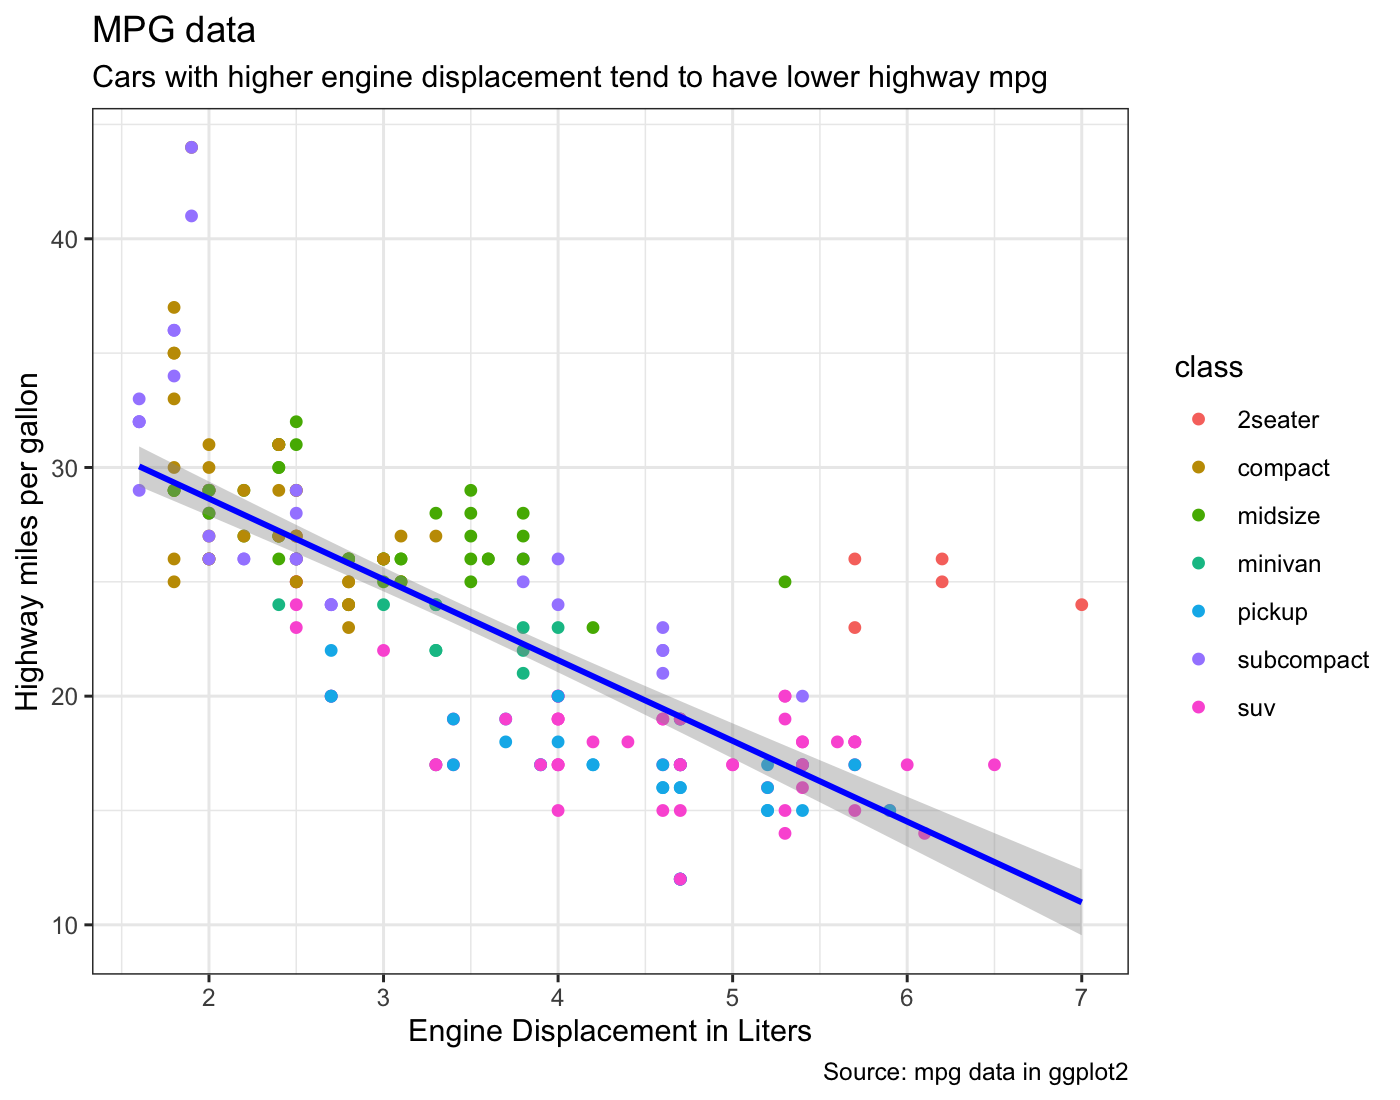 MPG data
Cars with higher engine displacement tend to have lower highway mpg
Highway miles per gallon
40
30
20
10
2 3 4 5 6 7
Engine Displacement in Liters
class
2seater
compact
midsize
minivan
pickup
subcompact
suv
Source: mpg data in ggplot2